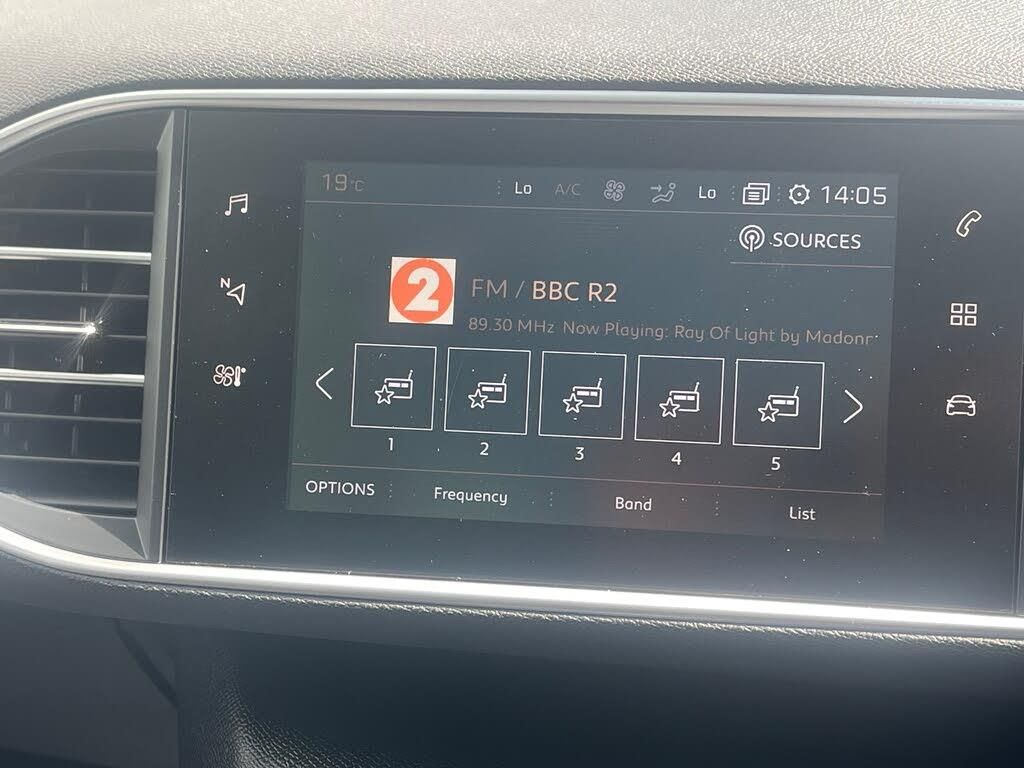 19°C Lo A/C Lo 14:05
N
SOURCES
2 FM / BBC R2
89.30 MHz Now Playing: Ray Of Light by Madonr
1 2 3 4 5
OPTIONS Frequency Band List